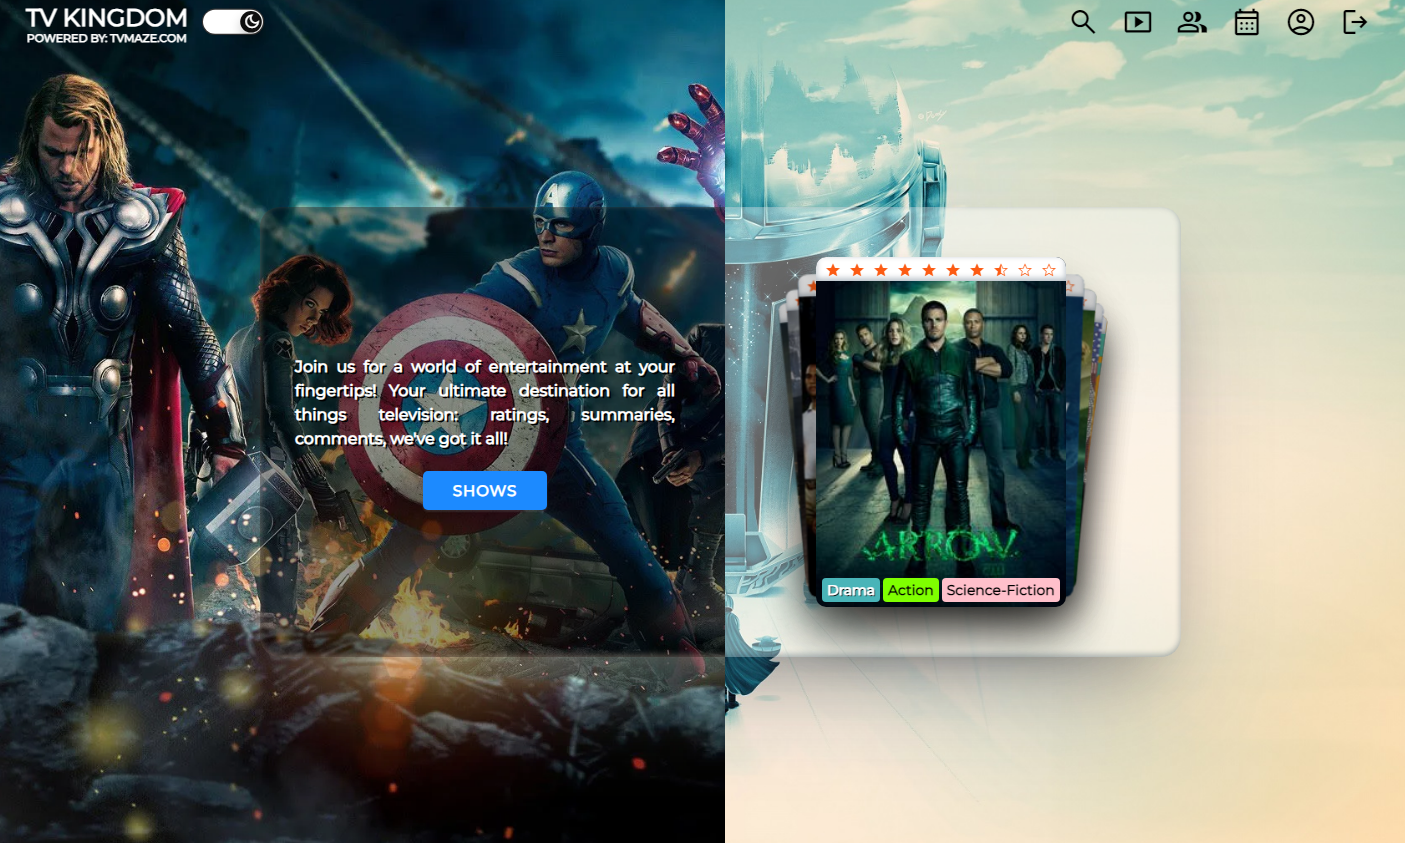 TV KINGDOM
POWERED BY: TVMAZE.COM
Join us for a world of entertainment at your
fingertips! Your ultimate destination for all
things television: ratings, summaries,
comments, we've got it all!
SHOWS
A
ARROW
Drama Action Science-Fiction